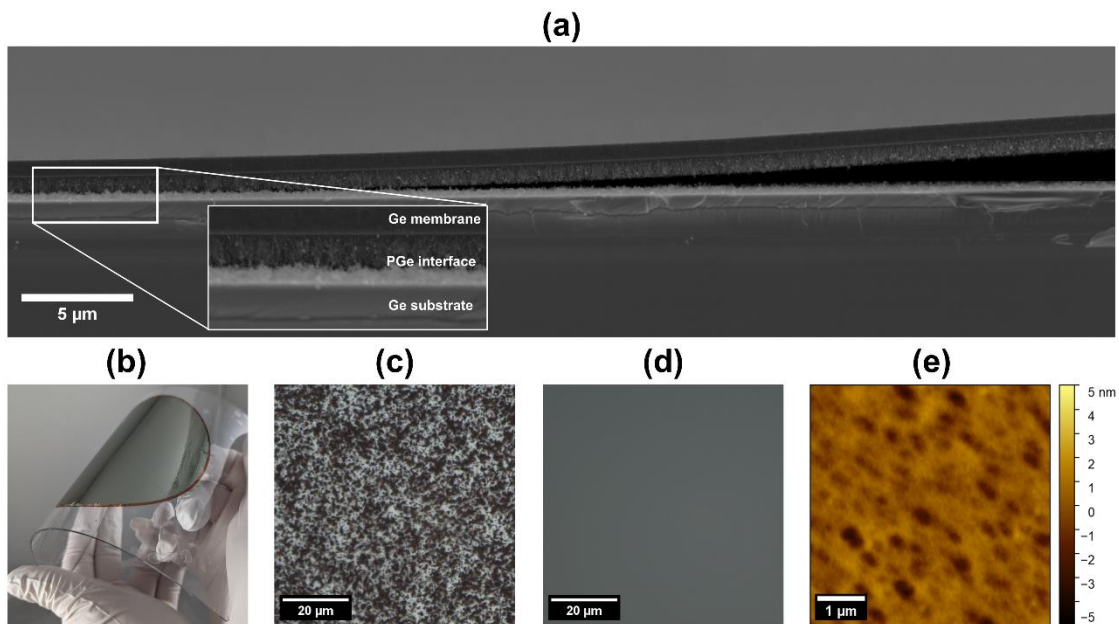 (a)
Ge membrane
PGe interface
Ge substrate
5 µm
(b)
(c)
(d)
(e)
20 µm
20 µm
1 µm
5 nm
4
3
2
1
0
−1
−2
−3
−5